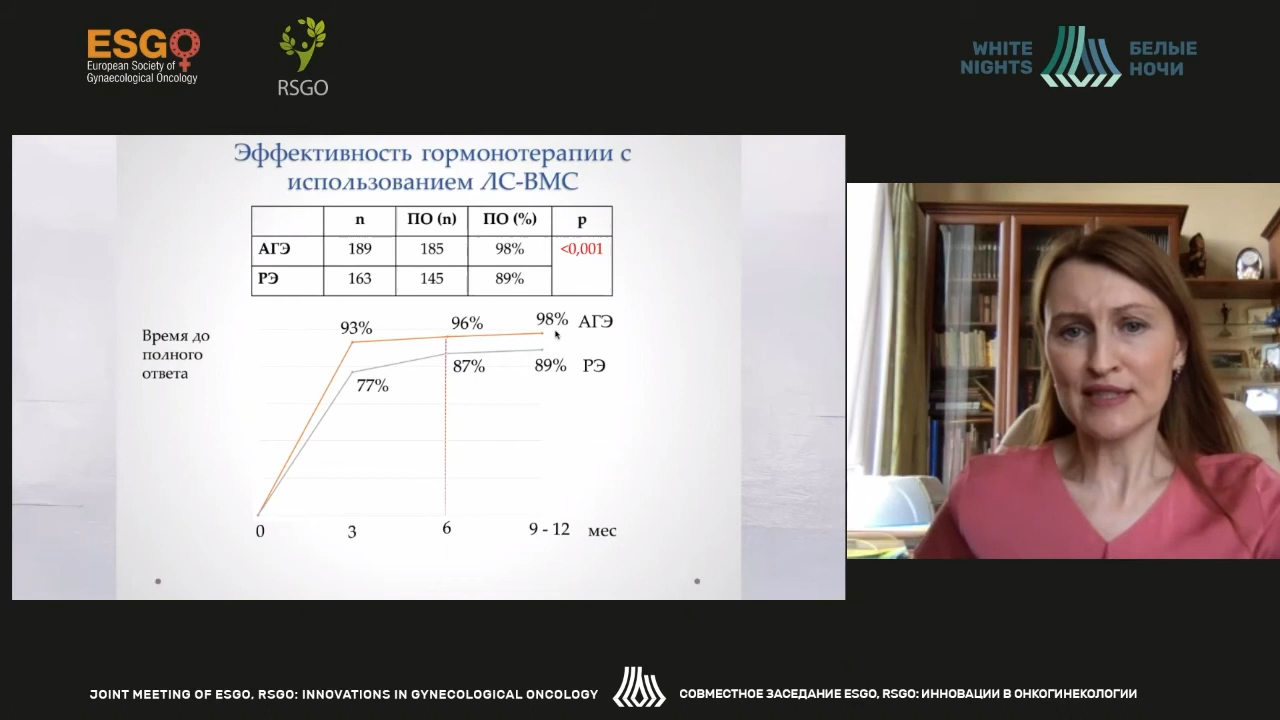 ESGO
European Society of
Gynaecological Oncology
RSGO
WHITE
NIGHTS
БЕЛЫЕ
НОЧИ
Эффективность гормонотерапии с
использованием ЛС-ВМС
n ПО (n) ПО (%) p
АГЭ 189 185 98% <0,001
РЭ 163 145 89%
Время до
полного
ответа
93% 96% 98% АГЭ
77% 87% 89% РЭ
0 3 6 9 - 12 мес
JOINT MEETING OF ESGO, RSGO: INNOVATIONS IN GYNECOLOGICAL ONCOLOGY
СОВМЕСТНОЕ ЗАСЕДАНИЕ ESGO, RSGO: ИННОВАЦИИ В ОНКОГИНЕКОЛОГИИ